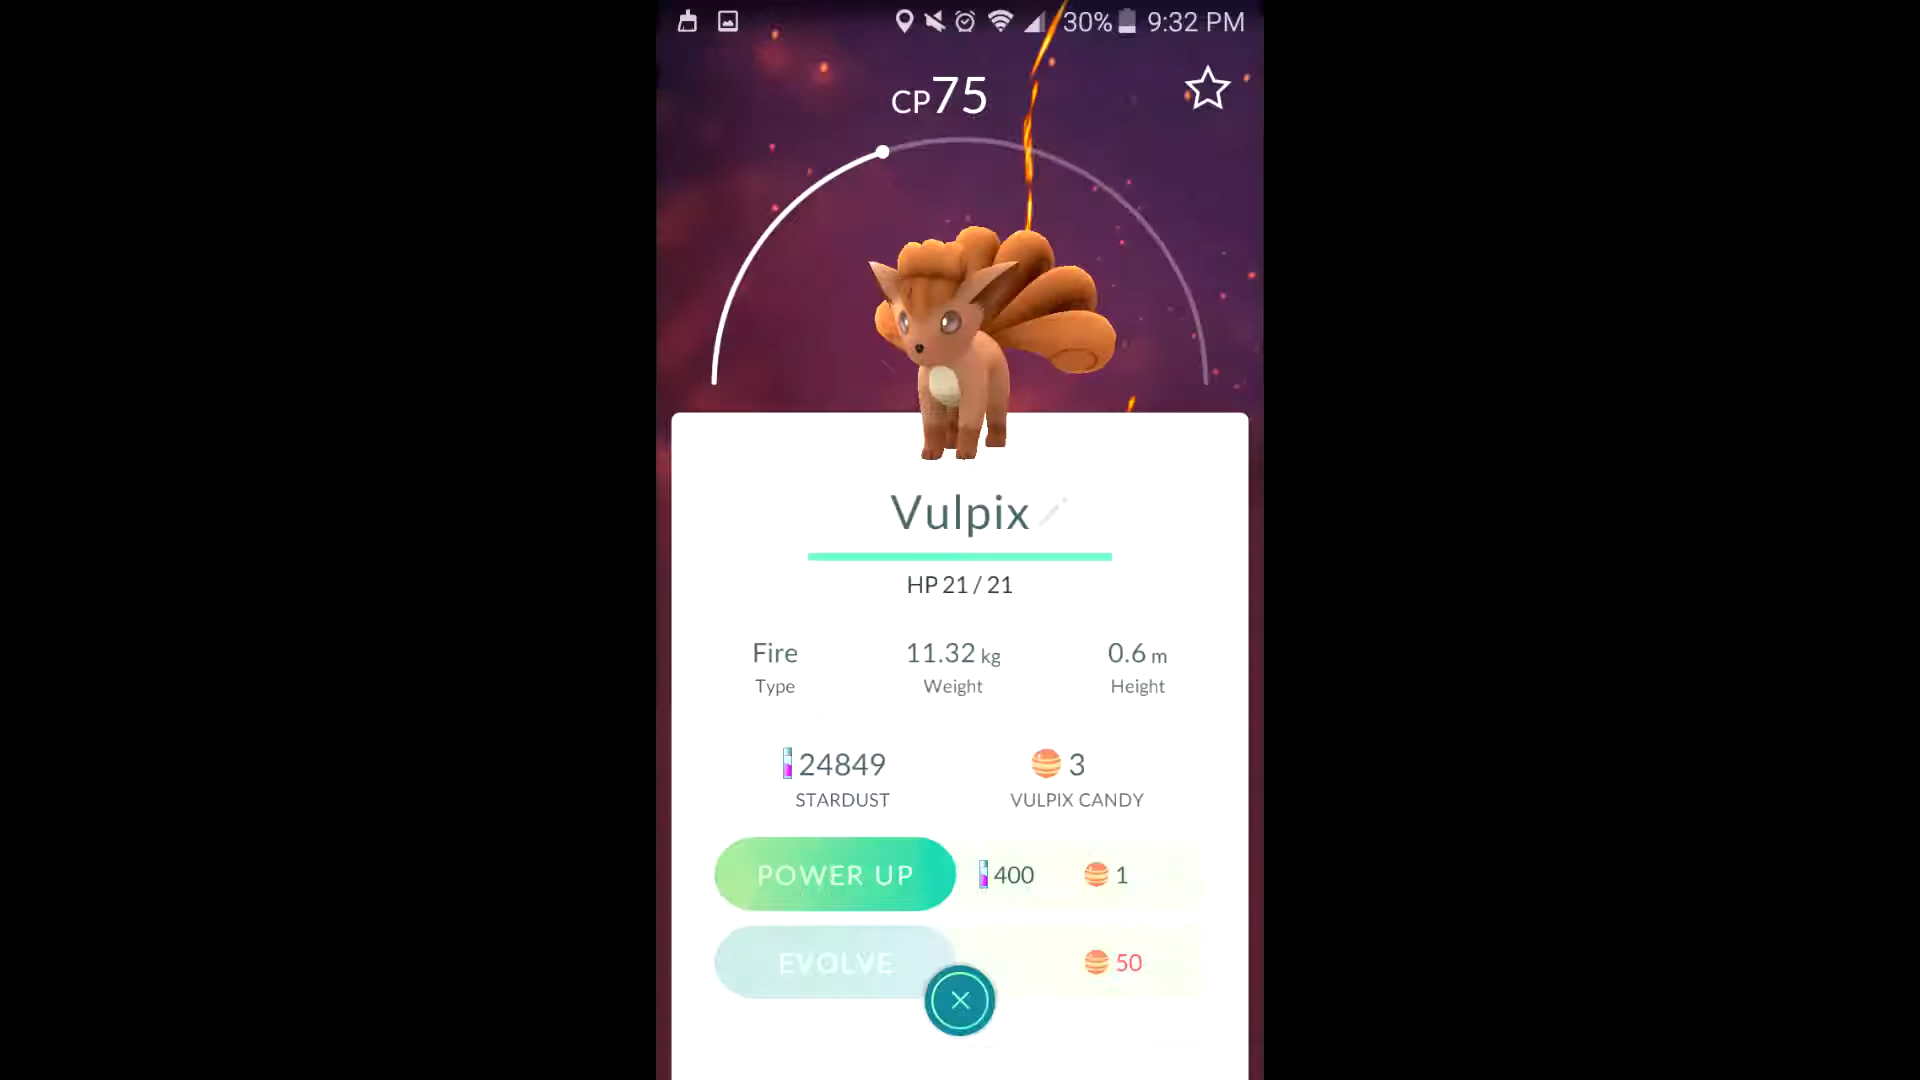 30% 9:32 PM
CP75
Vulpix
HP 21 / 21
Fire 11.32 kg 0.6 m
Type Weight Height
24849 3
STARDUST VULPIX CANDY
POWER UP 400 1
EVOLVE 50